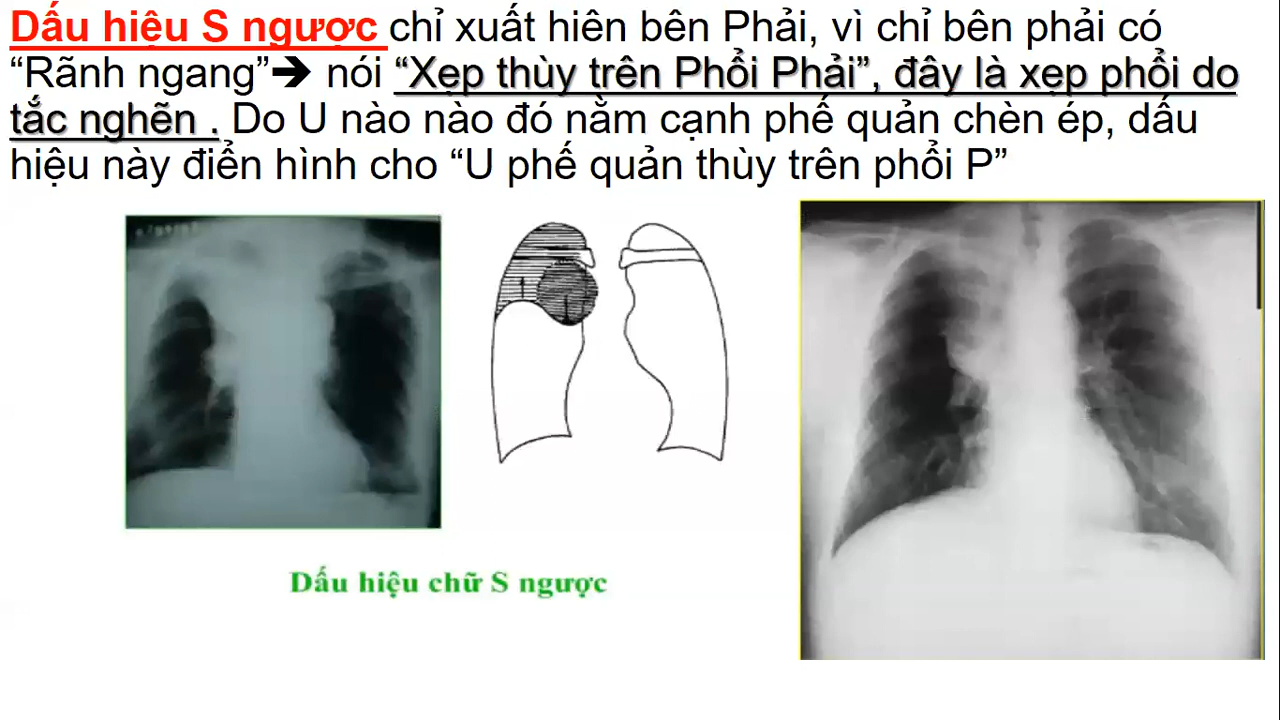 Dấu hiệu S ngược chỉ xuất hiên bên Phải, vì chỉ bên phải có
“Rãnh ngang”➔ nói “Xẹp thùy trên Phổi Phải”, đây là xẹp phổi do
tắc nghẽn . Do U nào nào đó nằm cạnh phế quản chèn ép, dấu
hiệu này điển hình cho “U phế quản thùy trên phổi P”
Dấu hiệu chữ S ngược